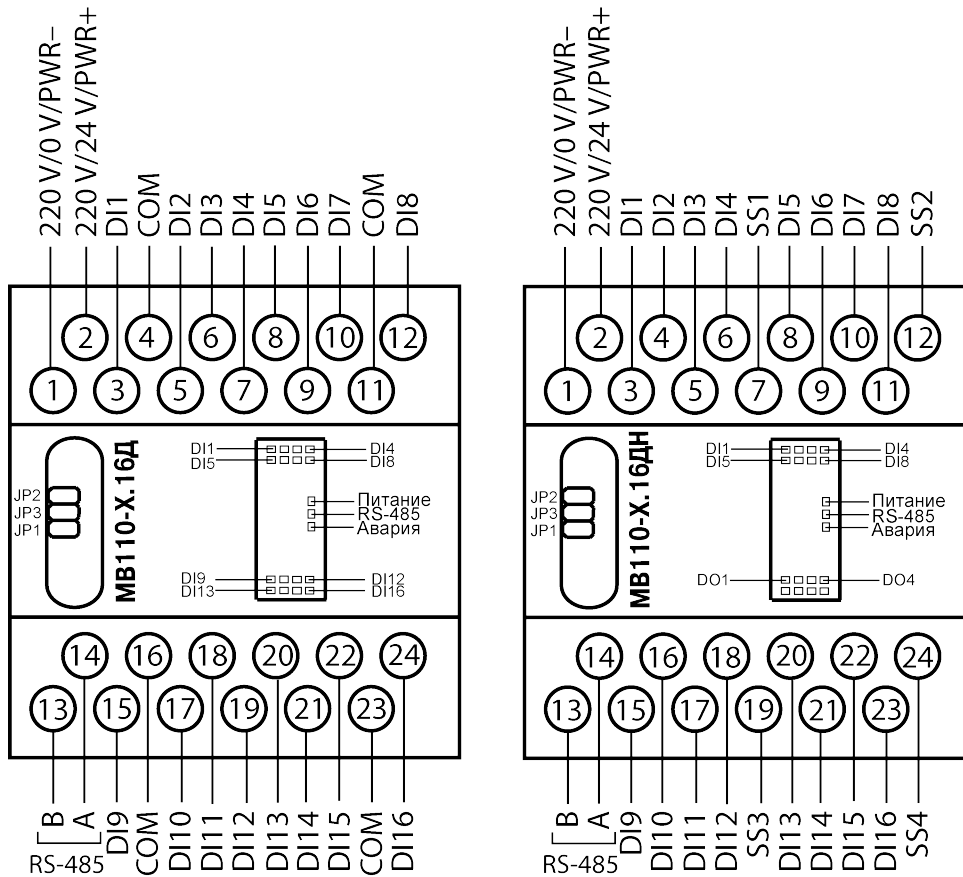 220 V/0 V/PWR–
220 V/24 V/PWR+
DI1
COM
DI2
DI3
DI4
DI5
DI6
DI7
COM
DI8
2 4 6 8 10 12
1 3 5 7 9 11
МВ110-Х.16Д
JP2
JP3
JP1
DI1 DI4
DI5 DI8
Питание
RS-485
Авария
DI9 DI12
DI13 DI16
14 16 18 20 22 24
13 15 17 19 21 23
B
A
RS-485
DI9
COM
DI10
DI11
DI12
DI13
DI14
DI15
COM
DI16
220 V/0 V/PWR–
220 V/24 V/PWR+
DI1
DI2
DI3
DI4
SS1
DI5
DI6
DI7
DI8
SS2
2 4 6 8 10 12
1 3 5 7 9 11
МВ110-Х.16ДН
JP2
JP3
JP1
DI1 DI4
DI5 DI8
Питание
RS-485
Авария
DO1 DO4
14 16 18 20 22 24
13 15 17 19 21 23
B
A
RS-485
DI9
DI10
DI11
DI12
SS3
DI13
DI14
DI15
DI16
SS4